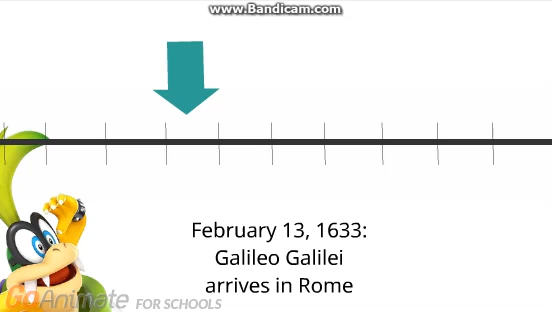 www.Bandicam.com
February 13, 1633:
Galileo Galilei
arrives in Rome
GoAnimate FOR SCHOOLS